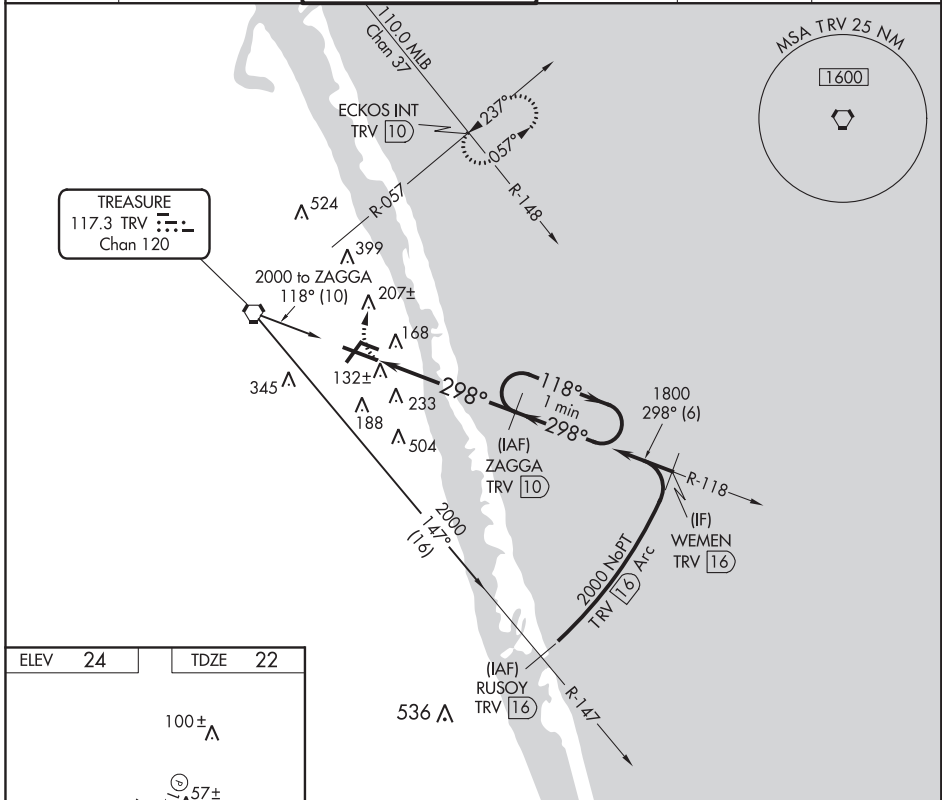 110.0 MLB
Chan 37
MSA TRV 25 NM
1600
ECKOS INT
TRV 10
237°
057°
R-057
R-148
TREASURE
117.3 TRV
Chan 120
524
399
2000 to ZAGGA
118° (10)
207±
168
345
132±
233
188
504
298°
118°
1 min
298°
1800
298° (6)
(IAF)
ZAGGA
TRV 10
R-118
(IF)
WEMEN
TRV 16
2000
147°
(16)
2000 NoPT
TRV 16 Arc
(IAF)
RUSOY
TRV 16
R-147
536
ELEV 24
TDZE 22
100±
P
57±